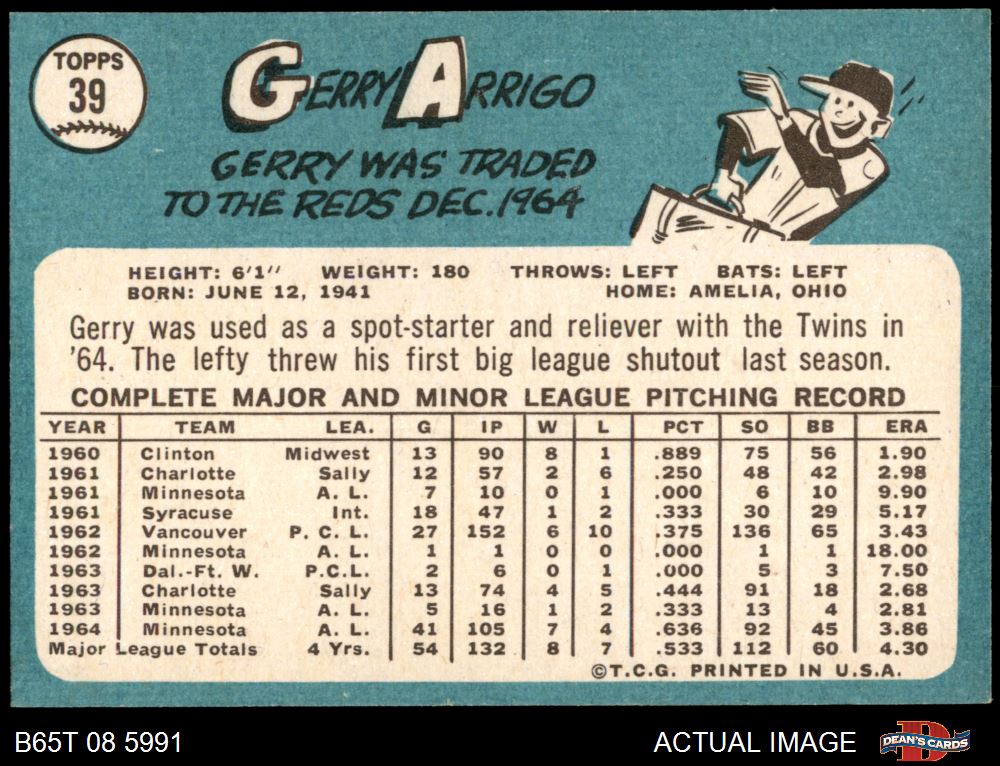 TOPPS
39
GERRY ARRIGO
GERRY WAS TRADED
TO THE REDS DEC. 1964
HEIGHT: 6'1" WEIGHT: 180 THROWS: LEFT BATS: LEFT
BORN: JUNE 12, 1941 HOME: AMELIA, OHIO
Gerry was used as a spot-starter and reliever with the Twins in
'64. The lefty threw his first big league shutout last season.
COMPLETE MAJOR AND MINOR LEAGUE PITCHING RECORD
YEAR TEAM LEA. G IP W L PCT SO BB ERA
1960 Clinton Midwest 13 90 8 1 .889 75 56 1.90
1961 Charlotte Sally 12 57 2 6 .250 48 42 2.98
1961 Minnesota A. L. 7 10 0 1 .000 6 10 9.90
1961 Syracuse Int. 18 47 1 2 .333 30 29 5.17
1962 Vancouver P. C. L. 27 152 6 10 .375 136 65 3.43
1962 Minnesota A. L. 1 1 0 0 .000 1 1 18.00
1963 Dal.-Ft. W. P.C.L. 2 6 0 1 .000 5 3 7.50
1963 Charlotte Sally 13 74 4 5 .444 91 18 2.68
1963 Minnesota A. L. 5 16 1 2 .333 13 4 2.81
1964 Minnesota A. L. 41 105 7 4 .636 92 45 3.86
Major League Totals 4 Yrs. 54 132 8 7 .533 112 60 4.30
©T.C.G. PRINTED IN U.S.A.
B65T 08 5991 ACTUAL IMAGE
D
DEAN'S CARDS